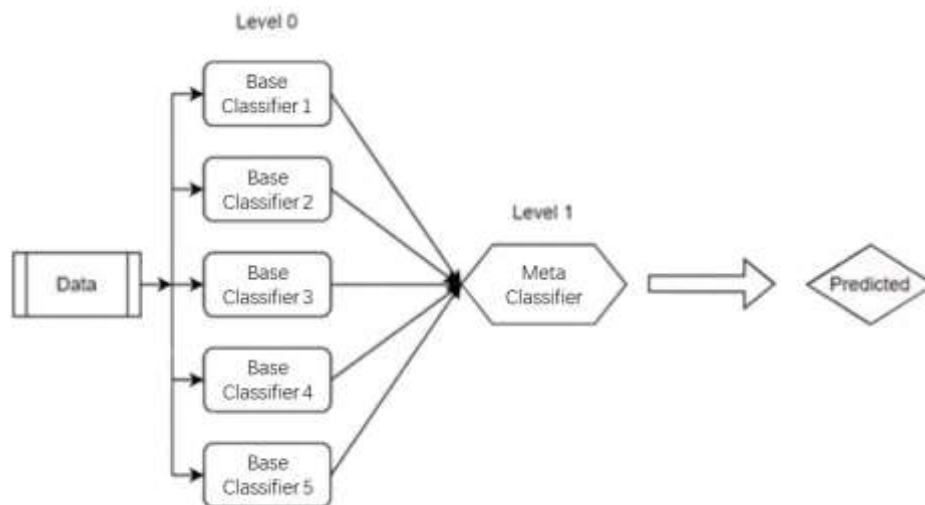 Level 0
Base
Classifier 1
Base
Classifier 2
Level 1
Data
Base
Classifier 3
Meta
Classifier
Predicted
Base
Classifier 4
Base
Classifier 5